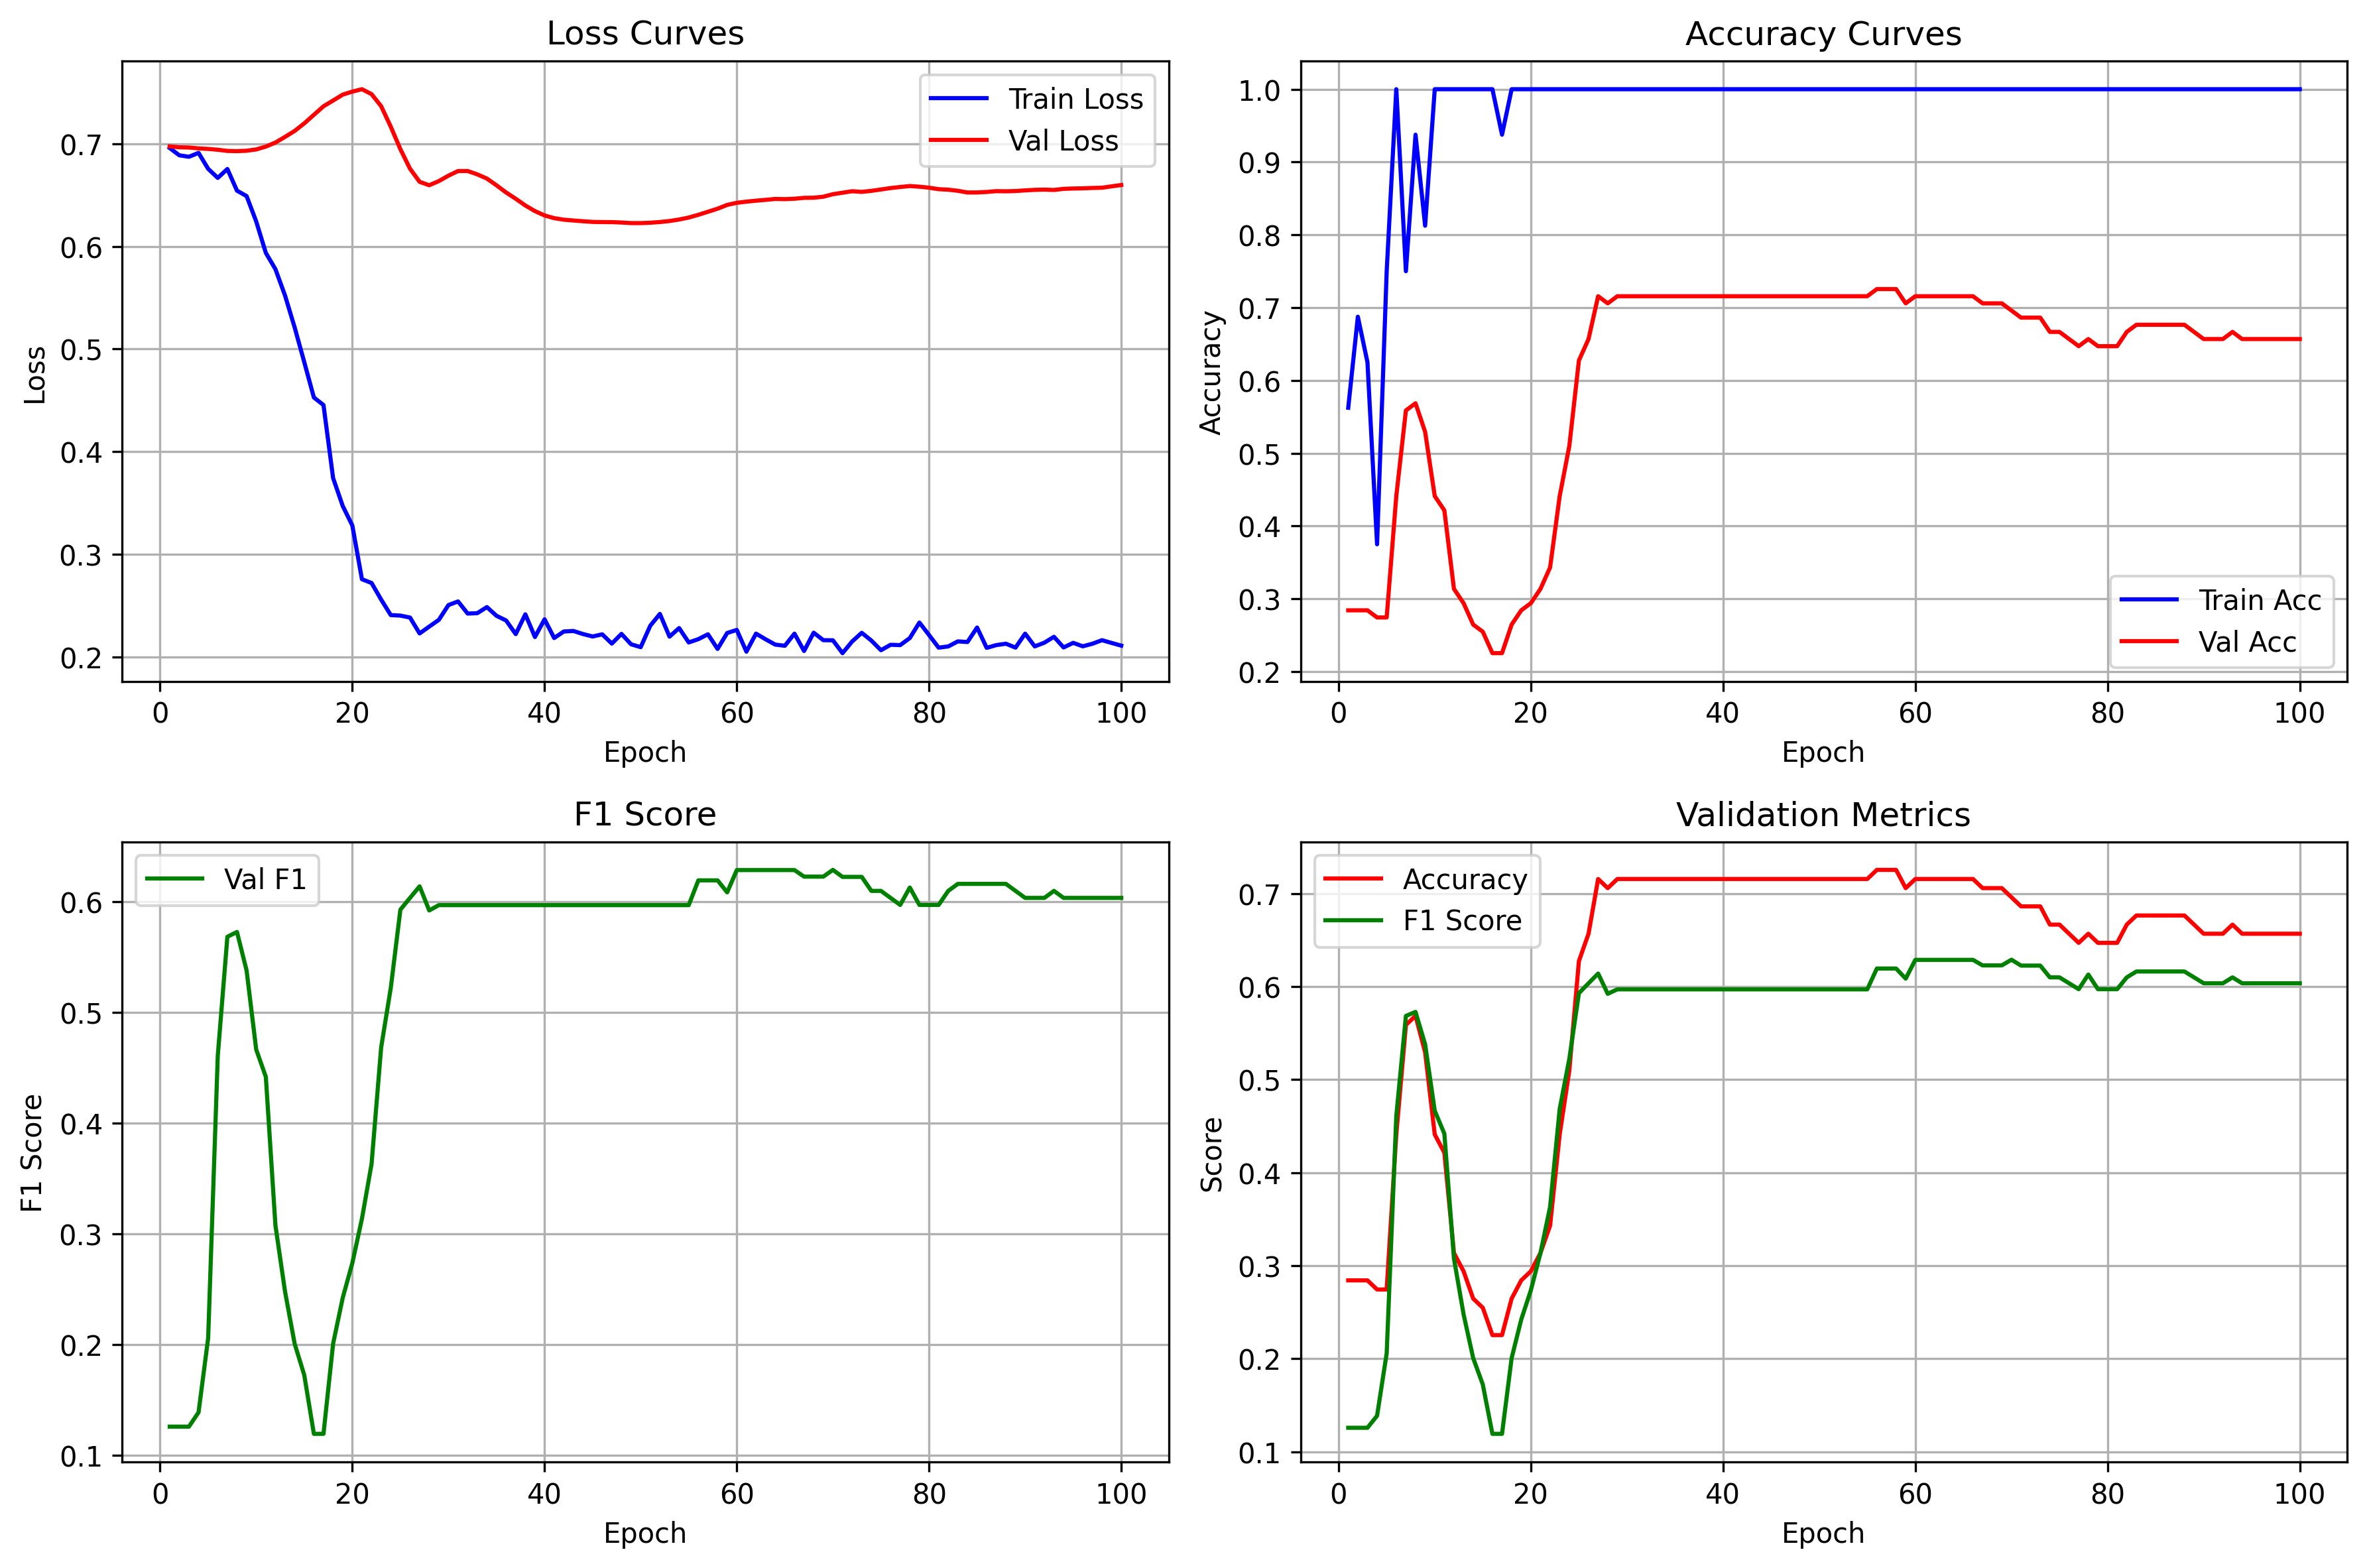 Loss Curves
Train Loss
Val Loss
Loss
0.7
0.6
0.5
0.4
0.3
0.2
0 20 40 60 80 100
Epoch
Accuracy Curves
Train Acc
Val Acc
Accuracy
1.0
0.9
0.8
0.7
0.6
0.5
0.4
0.3
0.2
0 20 40 60 80 100
Epoch
F1 Score
Val F1
F1 Score
0.6
0.5
0.4
0.3
0.2
0.1
0 20 40 60 80 100
Epoch
Validation Metrics
Accuracy
F1 Score
Score
0.7
0.6
0.5
0.4
0.3
0.2
0.1
0 20 40 60 80 100
Epoch